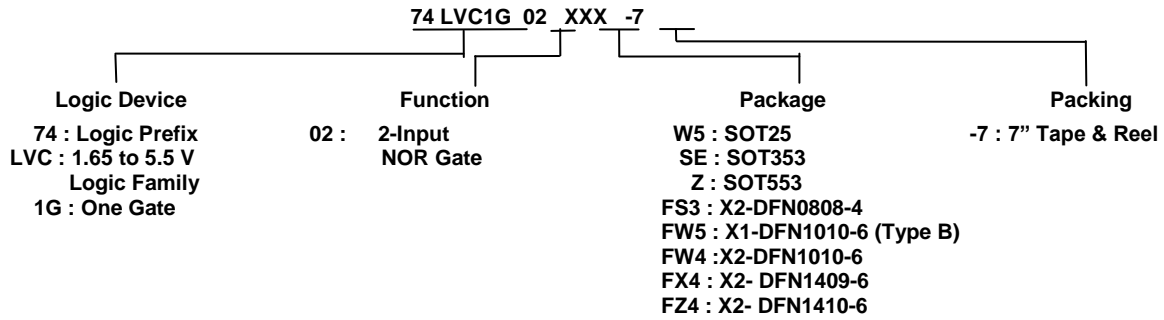 74 LVC1G 02 XXX -7
Logic Device Function Package Packing
74 : Logic Prefix 02 : 2-Input W5 : SOT25 -7 : 7” Tape & Reel
LVC : 1.65 to 5.5 V NOR Gate SE : SOT353
Logic Family Z : SOT553
1G : One Gate FS3 : X2-DFN0808-4
FW5 : X1-DFN1010-6 (Type B)
FW4 :X2-DFN1010-6
FX4 : X2- DFN1409-6
FZ4 : X2- DFN1410-6